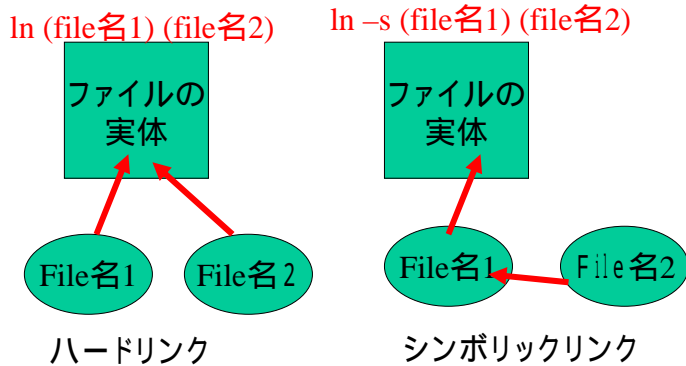 ln (file名1) (file名2)
ファイルの
実体
File名1
File名2
ハードリンク
ln –s (file名1) (file名2)
ファイルの
実体
File名1
File名2
シンボリックリンク